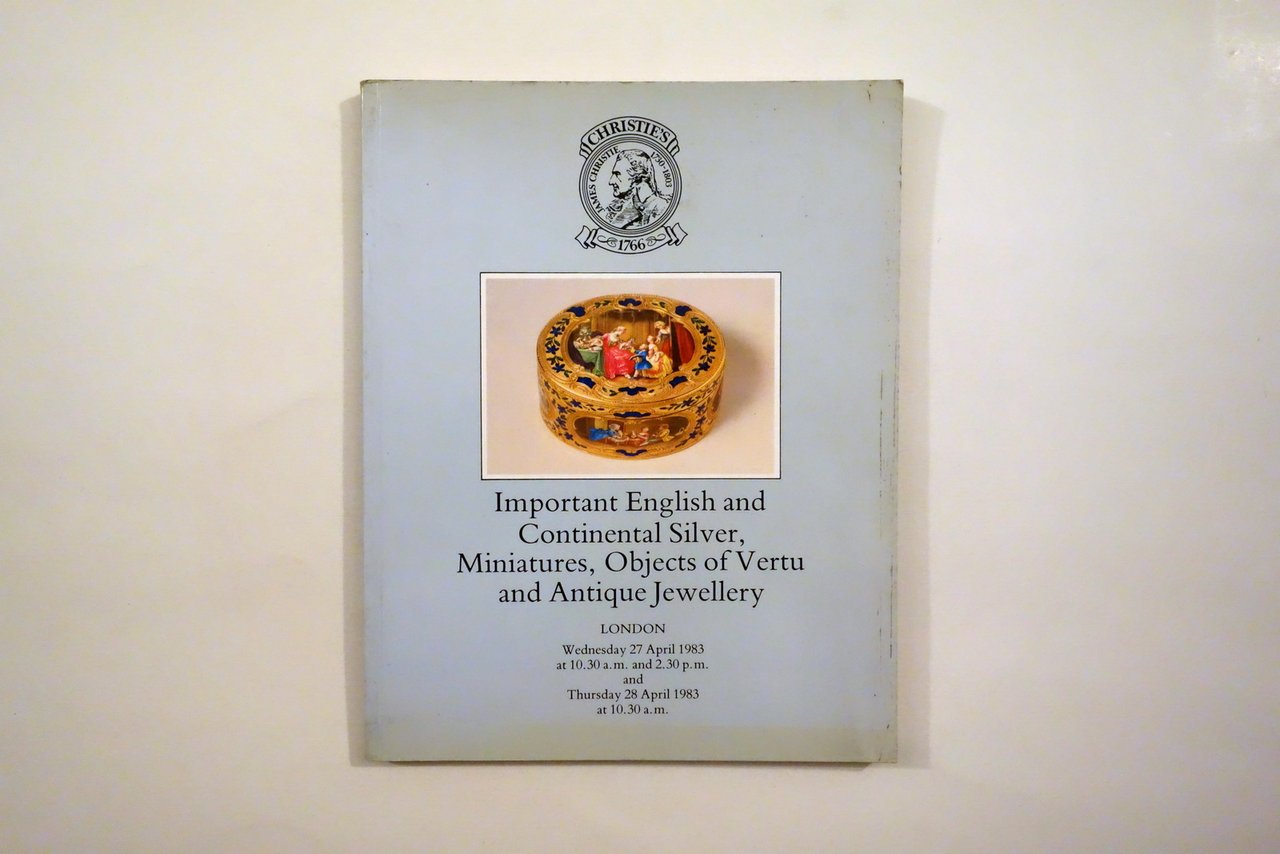 CHRISTIE'S
JAMES CHRISTIE 1730-1803
1766
Important English and
Continental Silver,
Miniatures, Objects of Vertu
and Antique Jewellery
LONDON
Wednesday 27 April 1983
at 10.30 a.m. and 2.30 p.m.
and
Thursday 28 April 1983
at 10.30 a.m.